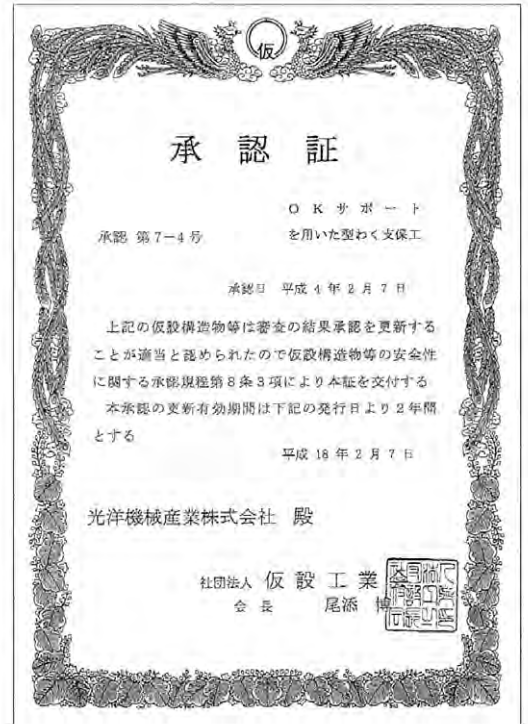 仮
承認証
OKサポート
承認 第7-4号
を用いた型わく支保工
承認日 平成4年2月7日
上記の仮設構造物等は審査の結果承認を更新する
ことが適当と認められたので仮設構造物等の安全性
に関する承認規程第8条3項により本証を交付する
本承認の更新有効期間は下記の発行日より2年間
とする
平成18年2月7日
光洋機械産業株式会社 殿
社団法人 仮設工業
会長 尾添 博